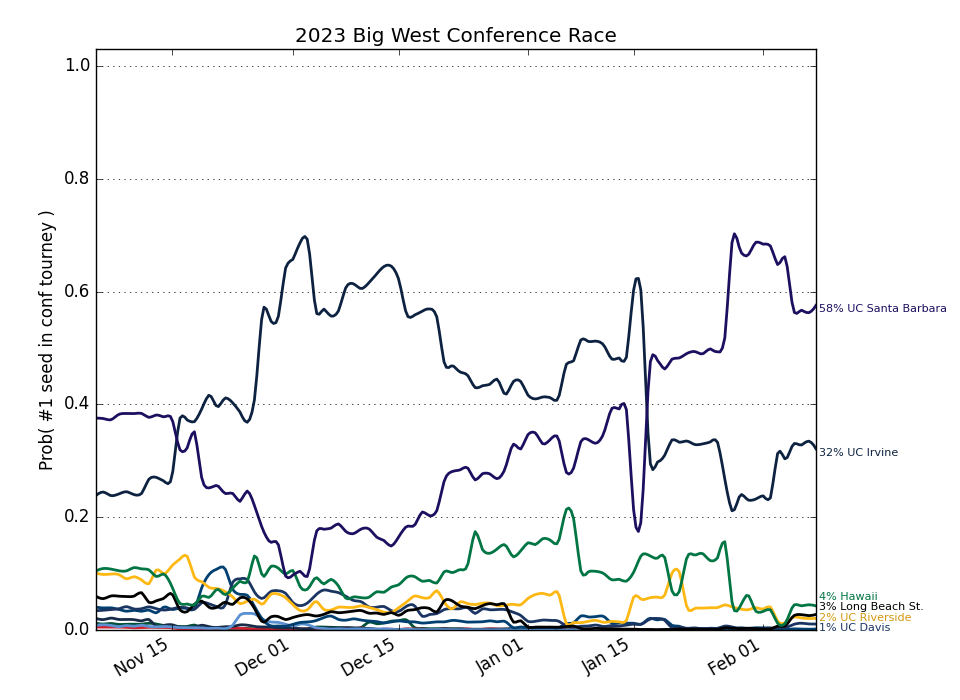 2023 Big West Conference Race
Prob( #1 seed in conf tourney )
1.0
0.8
0.6
0.4
0.2
0.0
58% UC Santa Barbara
32% UC Irvine
4% Hawaii
3% Long Beach St.
2% UC Riverside
1% UC Davis
Nov 15
Dec 01
Dec 15
Jan 01
Jan 15
Feb 01